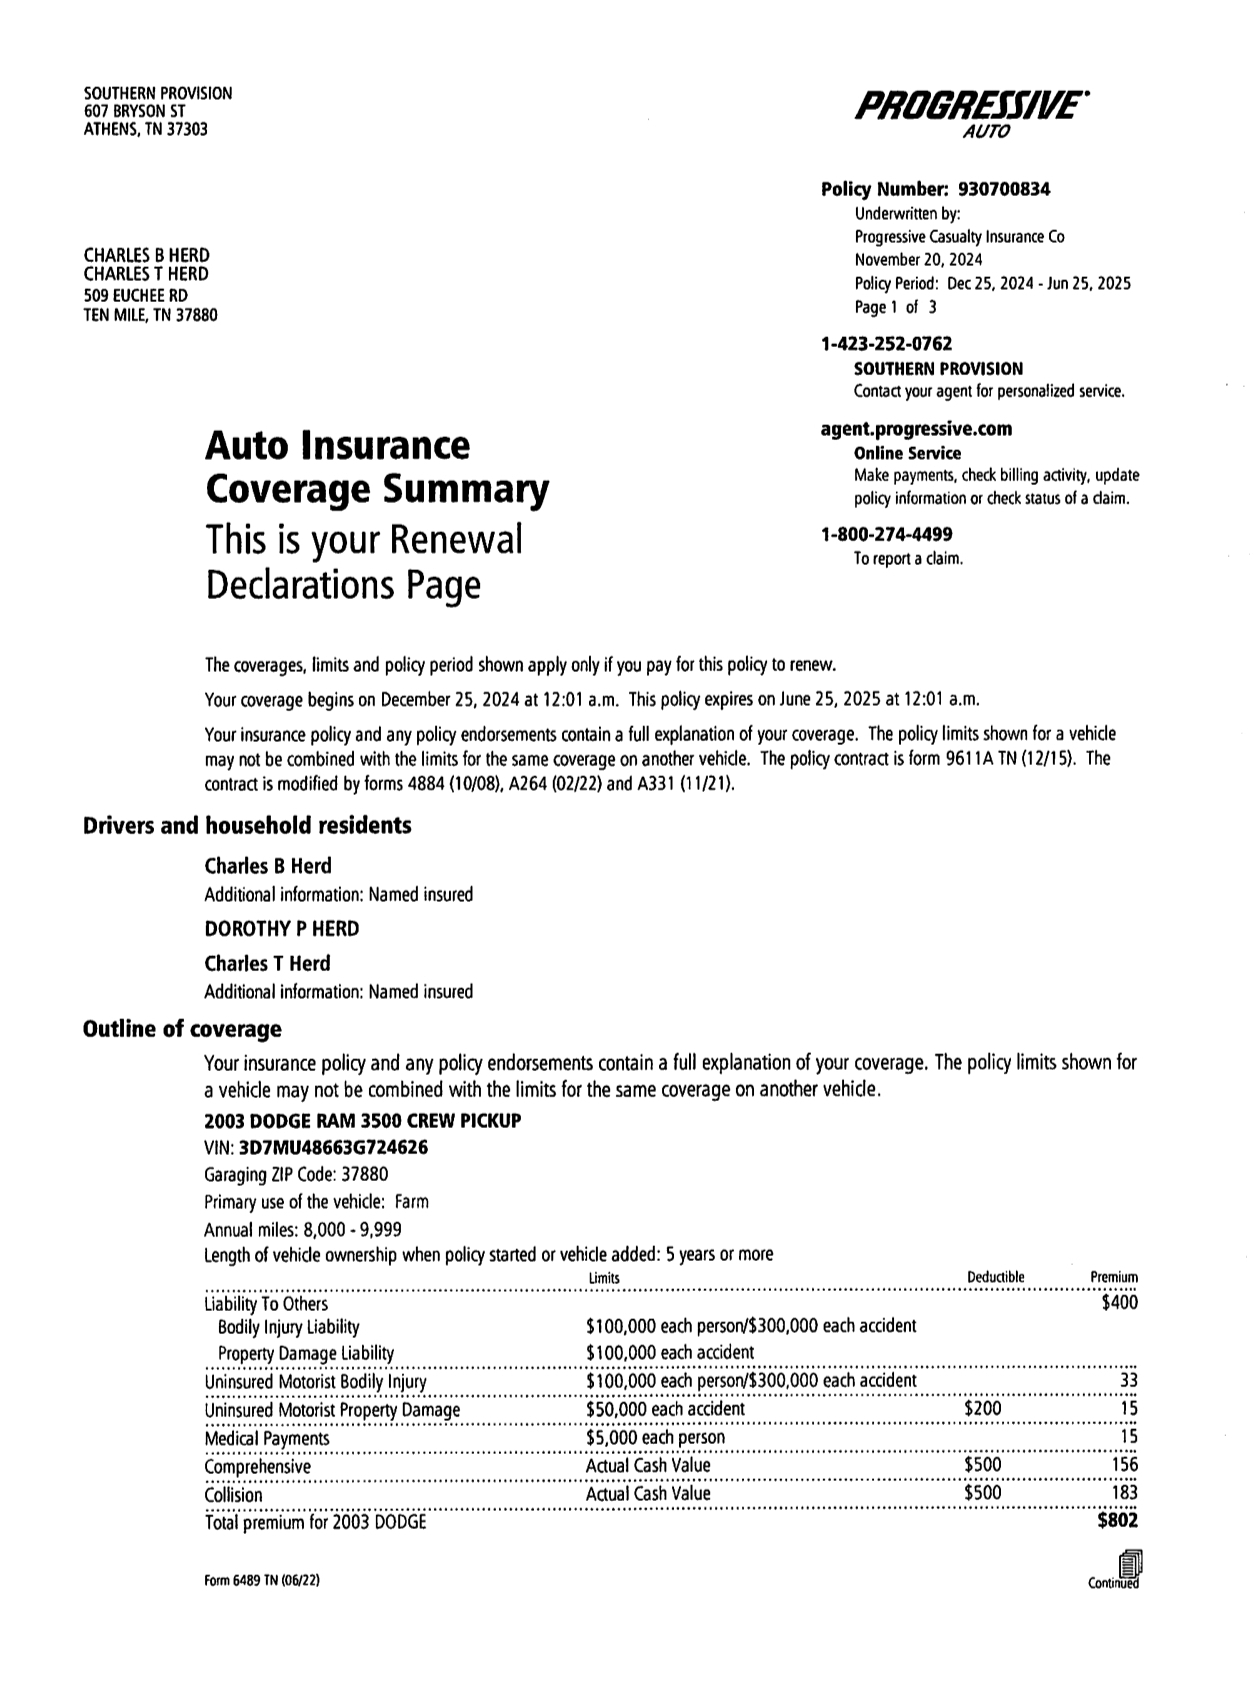 SOUTHERN PROVISION
607 BRYSON ST
ATHENS, TN 37303
PROGRESSIVE
AUTO
Policy Number: 930700834
Underwritten by:
Progressive Casualty Insurance Co
November 20, 2024
Policy Period: Dec 25, 2024 - Jun 25, 2025
Page 1 of 3
CHARLES B HERD
CHARLES T HERD
509 EUCHEE RD
TEN MILE, TN 37880
1-423-252-0762
SOUTHERN PROVISION
Contact your agent for personalized service.
agent.progressive.com
Online Service
Make payments, check billing activity, update
policy information or check status of a claim.
1-800-274-4499
To report a claim.
Auto Insurance
Coverage Summary
This is your Renewal
Declarations Page
The coverages, limits and policy period shown apply only if you pay for this policy to renew.
Your coverage begins on December 25, 2024 at 12:01 a.m. This policy expires on June 25, 2025 at 12:01 a.m.
Your insurance policy and any policy endorsements contain a full explanation of your coverage. The policy limits shown for a vehicle
may not be combined with the limits for the same coverage on another vehicle. The policy contract is form 9611A TN (12/15). The
contract is modified by forms 4884 (10/08), A264 (02/22) and A331 (11/21).
Drivers and household residents
Charles B Herd
Additional information: Named insured
DOROTHY P HERD
Charles T Herd
Additional information: Named insured
Outline of coverage
Your insurance policy and any policy endorsements contain a full explanation of your coverage. The policy limits shown for
a vehicle may not be combined with the limits for the same coverage on another vehicle.
2003 DODGE RAM 3500 CREW PICKUP
VIN: 3D7MU48663G724626
Garaging ZIP Code: 37880
Primary use of the vehicle: Farm
Annual miles: 8,000 - 9,999
Length of vehicle ownership when policy started or vehicle added: 5 years or more
Limits Deductible Premium
Liability To Others $400
Bodily Injury Liability $100,000 each person/$300,000 each accident
Property Damage Liability $100,000 each accident
Uninsured Motorist Bodily Injury $100,000 each person/$300,000 each accident 33
Uninsured Motorist Property Damage $50,000 each accident $200 15
Medical Payments $5,000 each person 15
Comprehensive Actual Cash Value $500 156
Collision Actual Cash Value $500 183
Total premium for 2003 DODGE $802
Form 6489 TN (06/22)
Continued